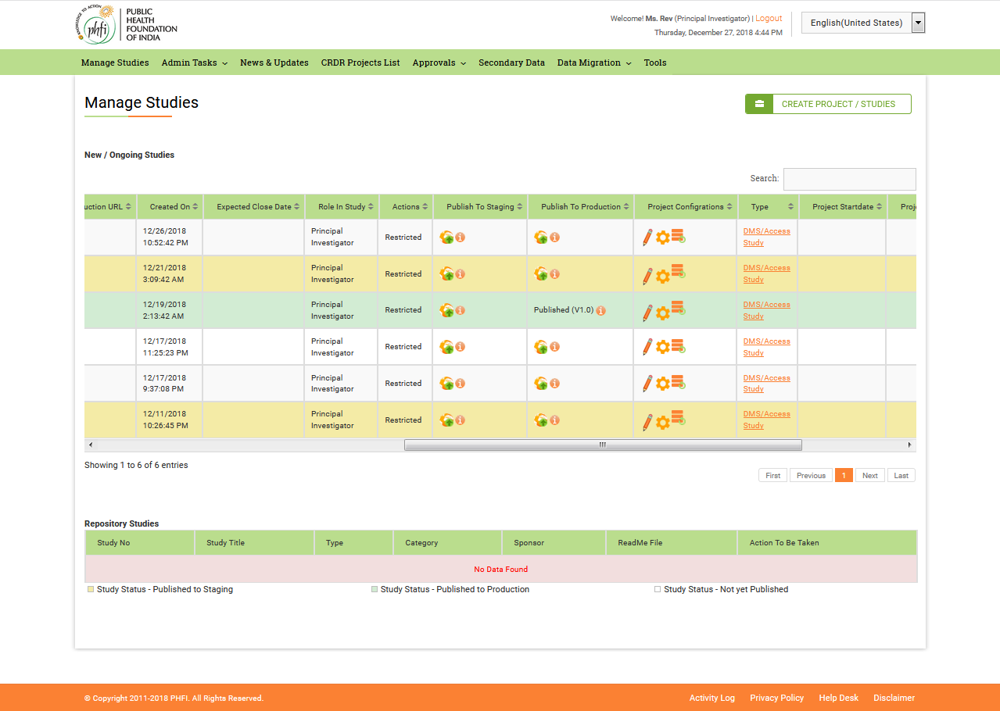 KNOWLEDGE TO ACTION
phfi
PUBLIC
HEALTH
FOUNDATION
OF INDIA
Welcome! Ms. Rev (Principal Investigator) | Logout
Thursday, December 27, 2018 4:44 PM
English(United States)
Manage Studies Admin Tasks News & Updates CRDR Projects List Approvals Secondary Data Data Migration Tools
Manage Studies
CREATE PROJECT / STUDIES
New / Ongoing Studies
Search:
uction URL Created On Expected Close Date Role In Study Actions Publish To Staging Publish To Production Project Configrations Type Project Startdate Proje
12/26/2018 Principal DMS/Access
Restricted
10:52:42 PM Investigator Study
12/21/2018 Principal DMS/Access
Restricted
3:09:42 AM Investigator Study
12/19/2018 Principal DMS/Access
Restricted Published (V1.0)
2:13:42 AM Investigator Study
12/17/2018 Principal DMS/Access
Restricted
11:25:23 PM Investigator Study
12/17/2018 Principal DMS/Access
Restricted
9:37:08 PM Investigator Study
12/11/2018 Principal DMS/Access
Restricted
10:26:45 PM Investigator Study
Showing 1 to 6 of 6 entries
First Previous 1 Next Last
Repository Studies
Study No Study Title Type Category Sponsor ReadMe File Action To Be Taken
No Data Found
Study Status - Published to Staging Study Status - Published to Production Study Status - Not yet Published
© Copyright 2011-2018 PHFI. All Rights Reserved.
Activity Log Privacy Policy Help Desk Disclaimer